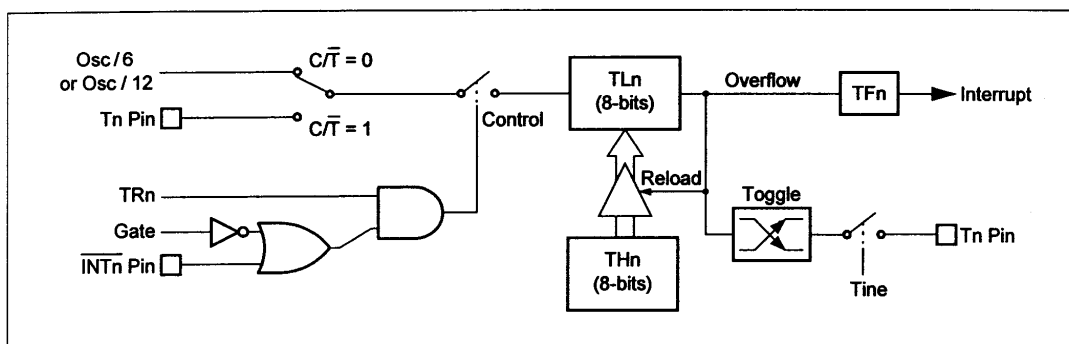 Osc / 6
or Osc / 12
C/T̅ = 0
Tn Pin
C/T̅ = 1
Control
TLn
(8-bits)
Overflow
TFn
Interrupt
TRn
Gate
I̅N̅T̅n̅ Pin
Reload
THn
(8-bits)
Toggle
Tn Pin
Tine